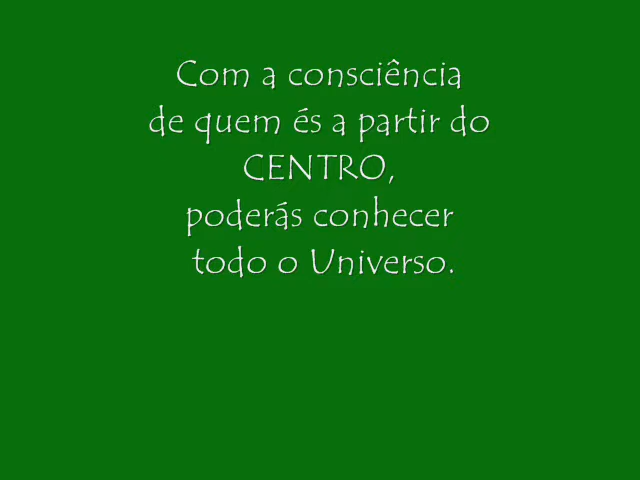 Com a consciência
de quem és a partir do
CENTRO,
poderás conhecer
todo o Universo.